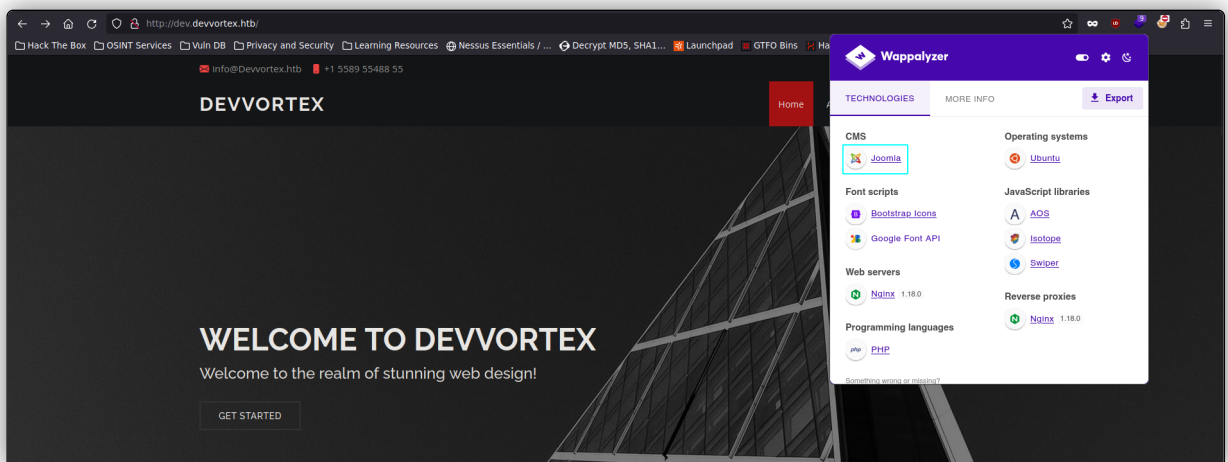 http://dev.devvortex.htb/
9
Hack The Box OSINT Services Vuln DB Privacy and Security Learning Resources Nessus Essentials / ... Decrypt MD5, SHA1... Launchpad GTFO Bins Ha
info@Devvortex.htb +1 5589 55488 55
DEVVORTEX
Home
Wappalyzer
TECHNOLOGIES MORE INFO Export
CMS
Joomla
Font scripts
Bootstrap Icons
Google Font API
Web servers
Nginx 1.18.0
Programming languages
php PHP
Something wrong or missing?
Operating systems
Ubuntu
JavaScript libraries
AOS
Isotope
Swiper
Reverse proxies
Nginx 1.18.0
WELCOME TO DEVVORTEX
Welcome to the realm of stunning web design!
GET STARTED